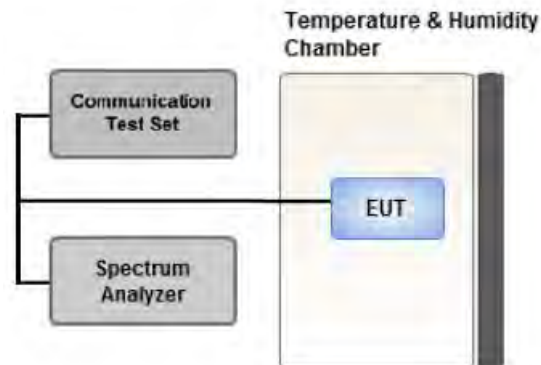 Temperature & Humidity
Chamber
Communication
Test Set
EUT
Spectrum
Analyzer